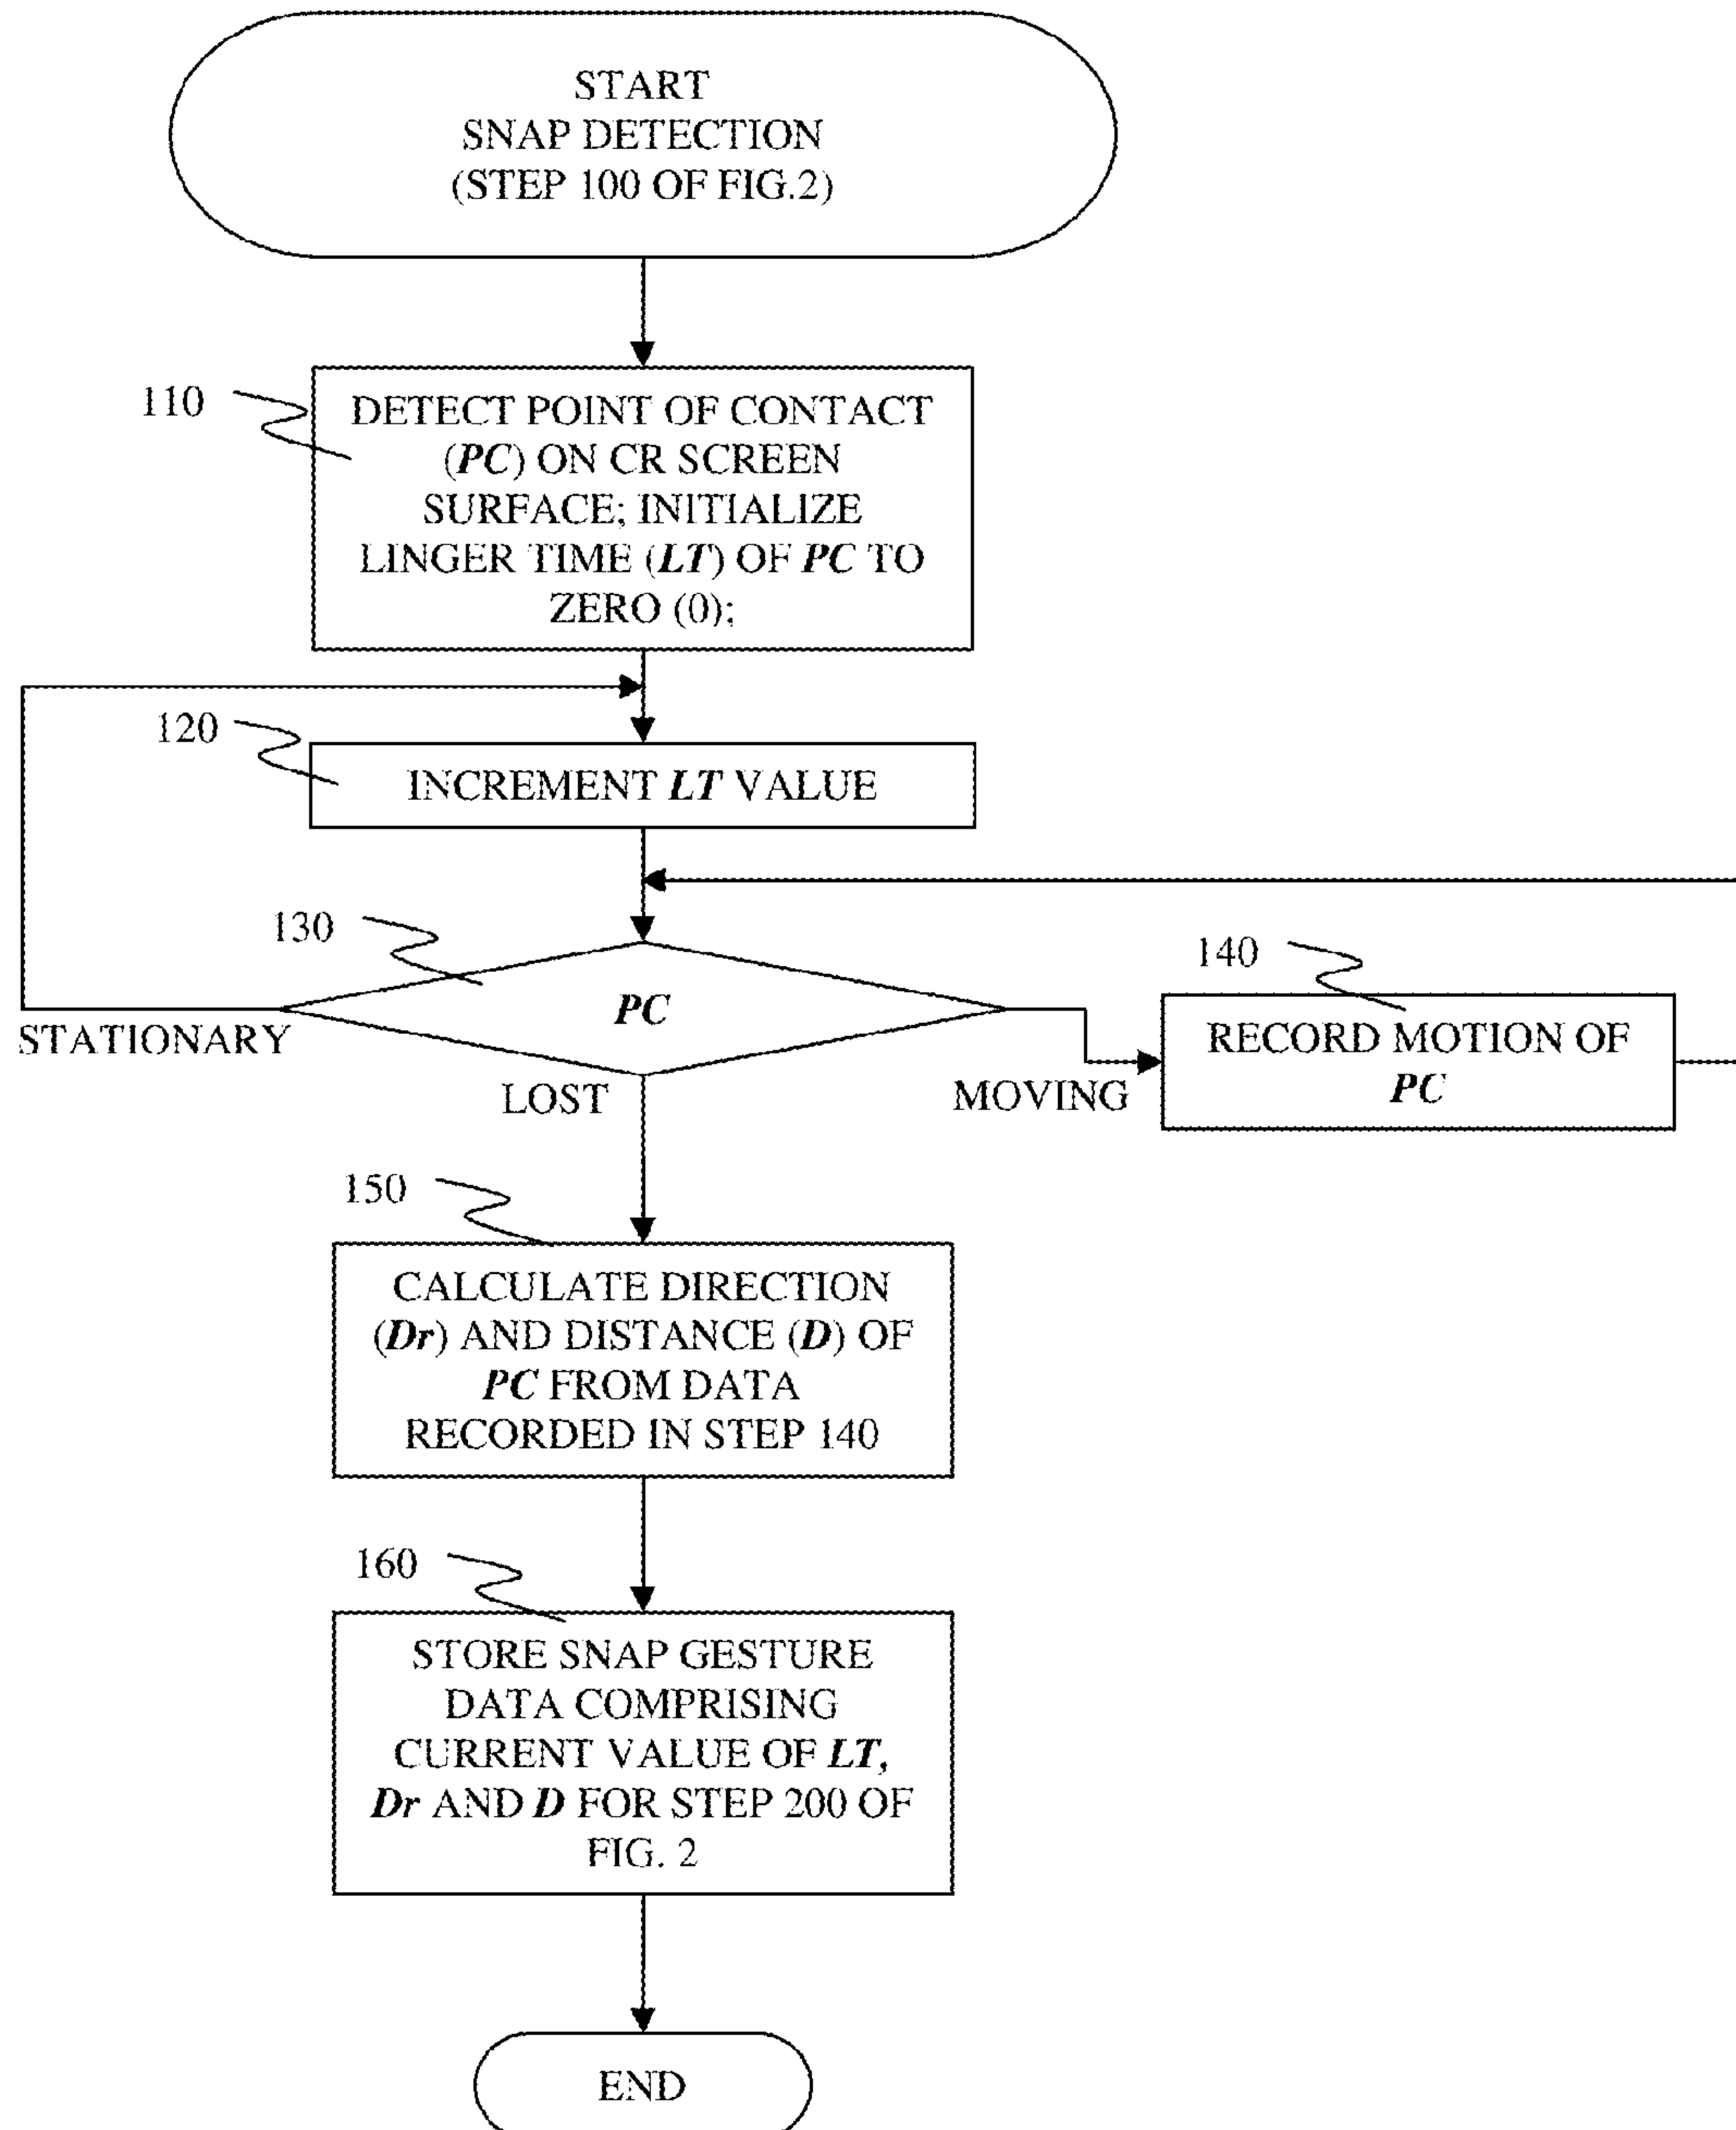 START
SNAP DETECTION
(STEP 100 OF FIG.2)
110
DETECT POINT OF CONTACT
(PC) ON CR SCREEN
SURFACE; INITIALIZE
LINGER TIME (LT) OF PC TO
ZERO (0);
120
INCREMENT LT VALUE
130
PC
STATIONARY
LOST
MOVING
140
RECORD MOTION OF
PC
150
CALCULATE DIRECTION
(Dr) AND DISTANCE (D) OF
PC FROM DATA
RECORDED IN STEP 140
160
STORE SNAP GESTURE
DATA COMPRISING
CURRENT VALUE OF LT,
Dr AND D FOR STEP 200 OF
FIG. 2
END